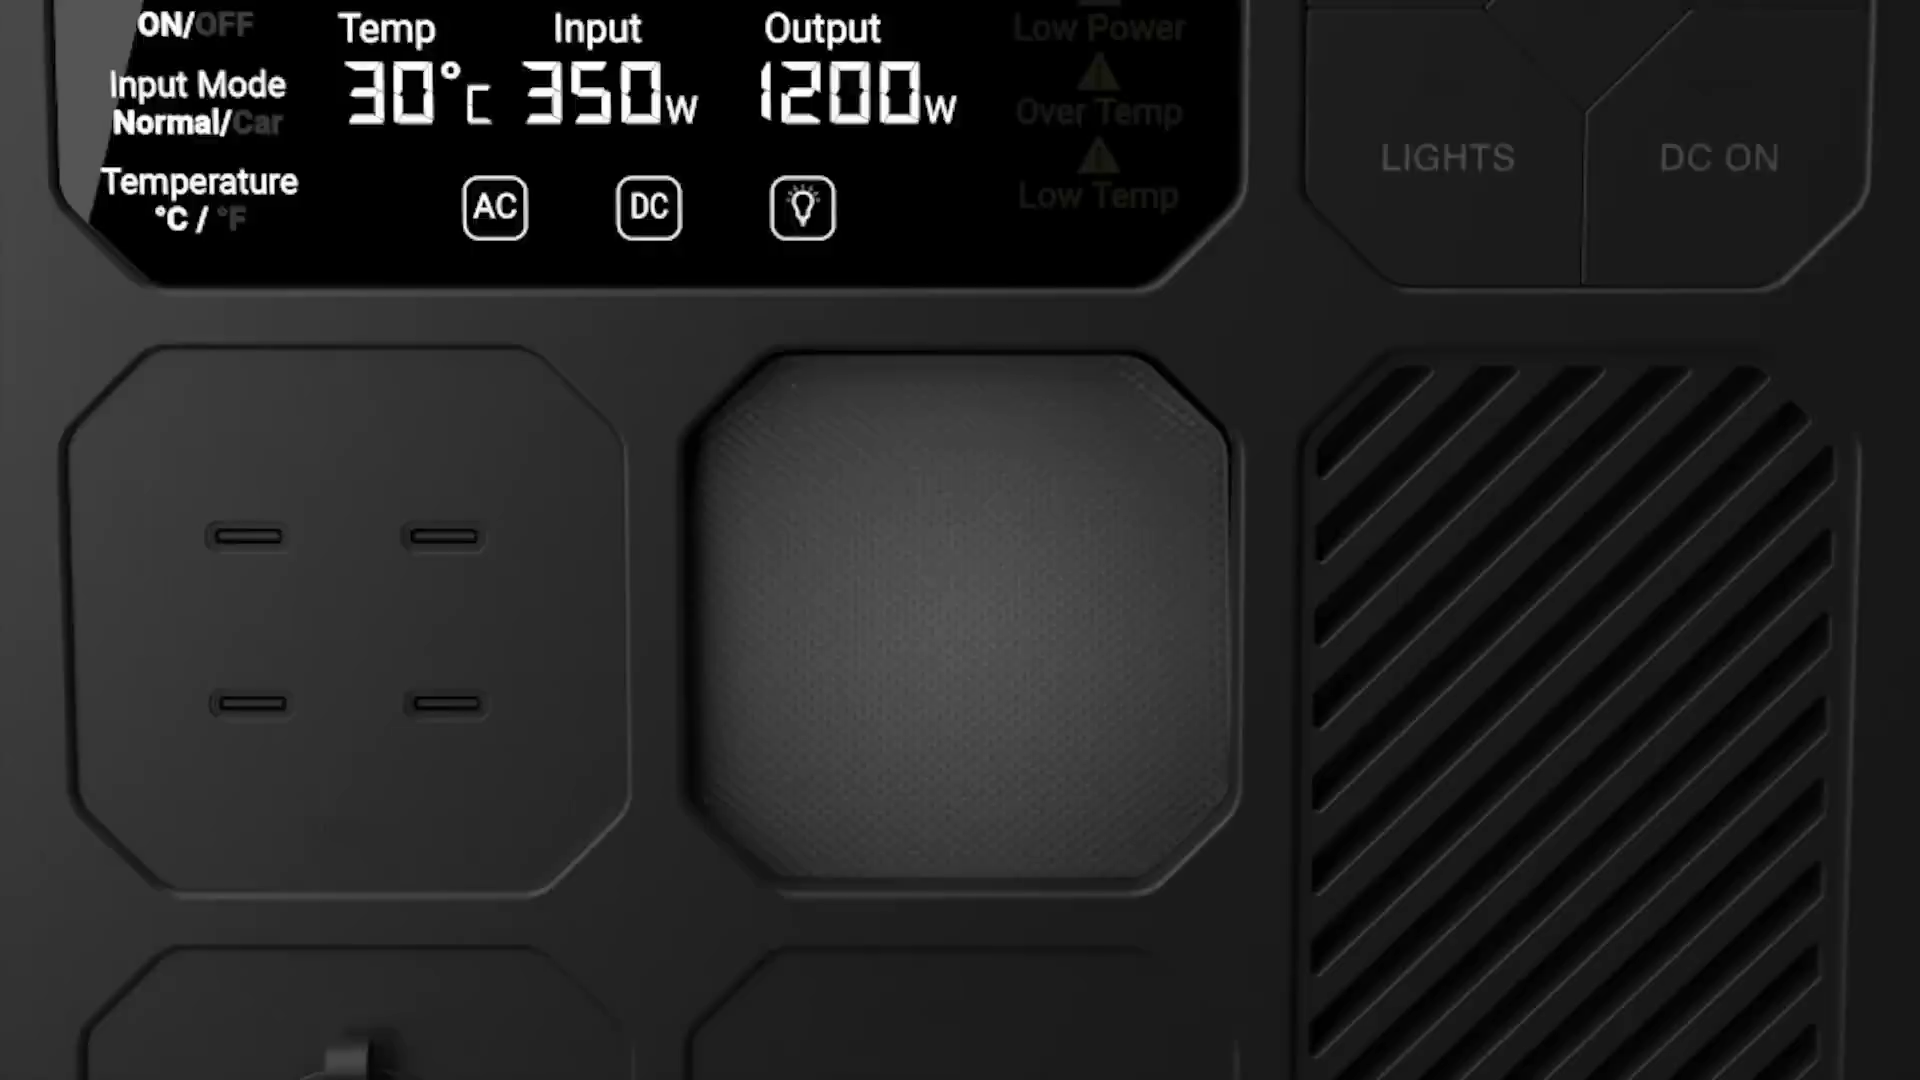 ON/OFF
Temp Input Output
Low Power
Input Mode
Normal/Car
30°C 350W 1200W
Over Temp
Temperature
°C / °F
AC DC
Low Temp
LIGHTS DC ON